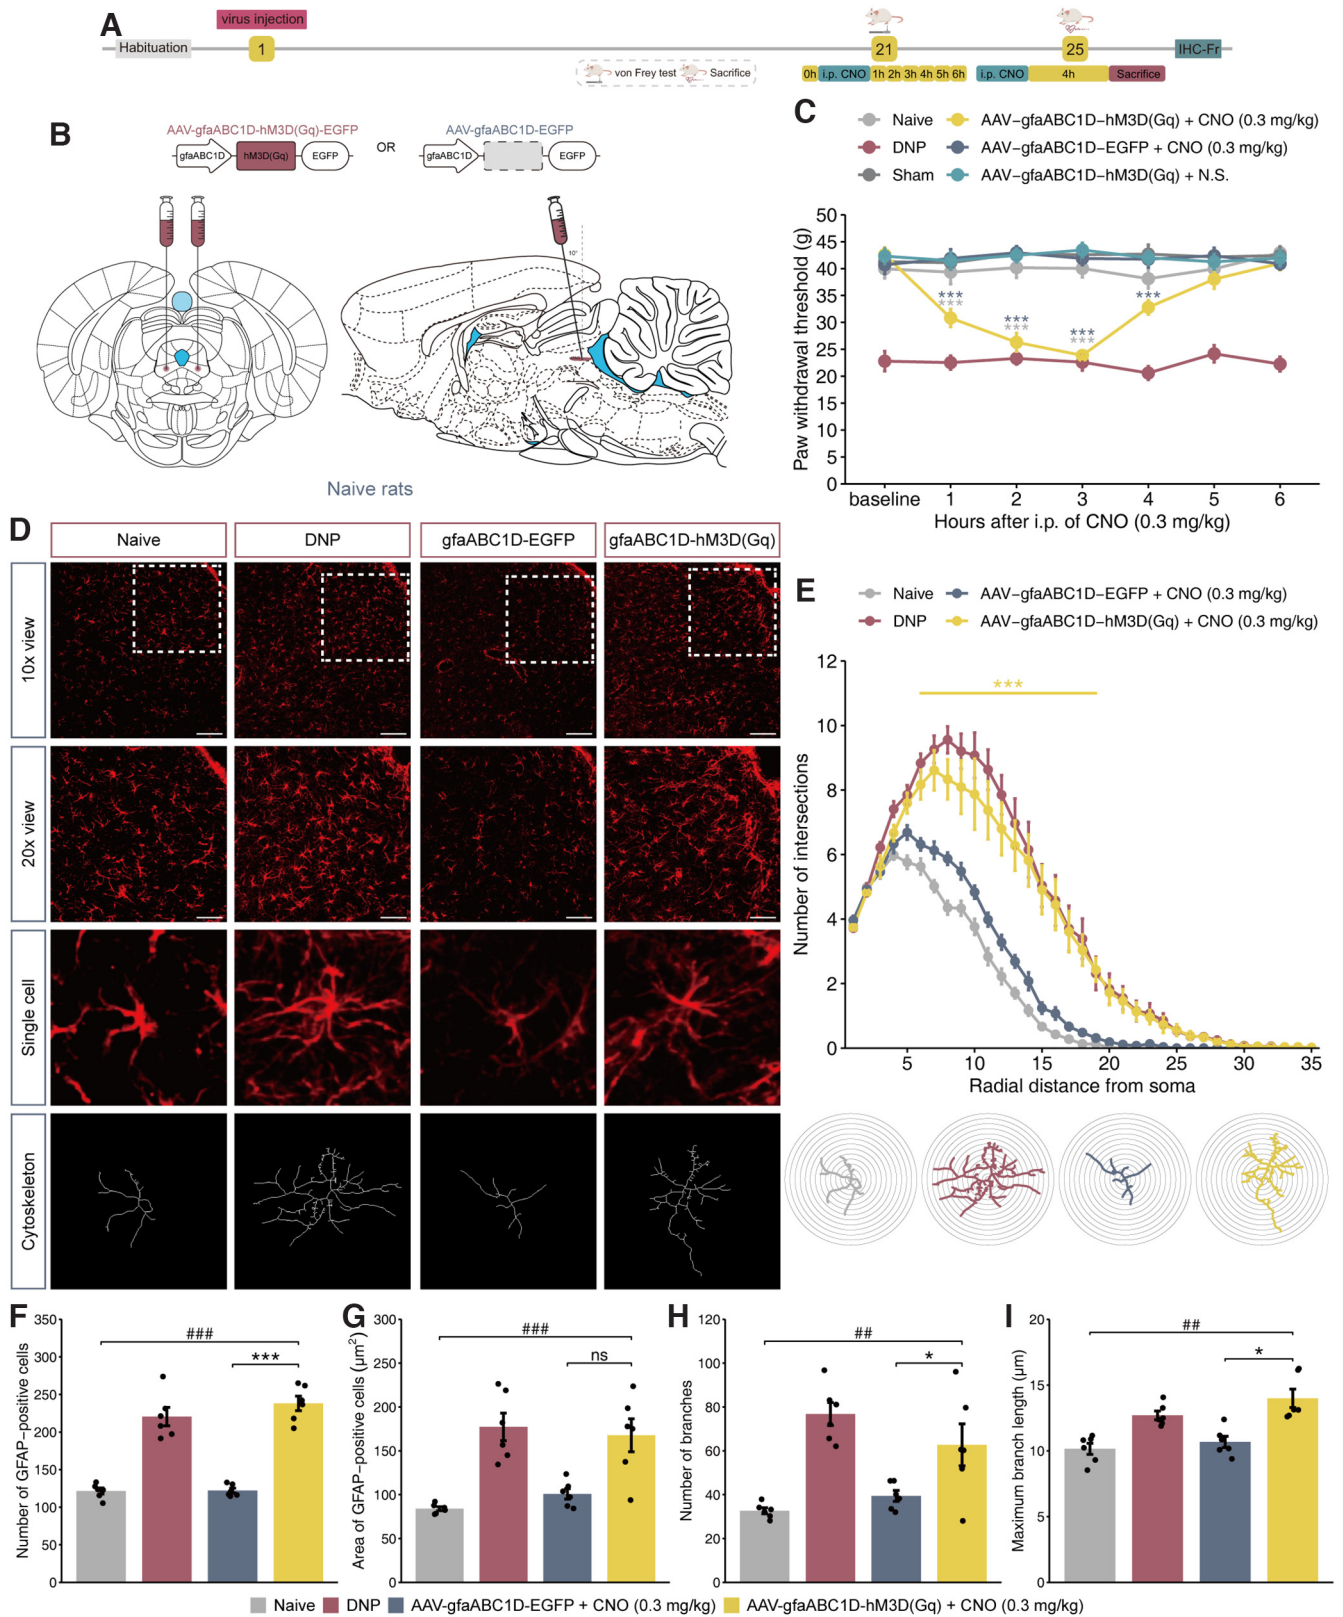 A
virus injection
Habituation
1
21
25
IHC-Fr
von Frey test
Sacrifice
0h i.p. CNO 1h 2h 3h 4h 5h 6h
i.p. CNO 4h Sacrifice
B
AAV-gfaABC1D-hM3D(Gq)-EGFP
gfaABC1D hM3D(Gq) EGFP
OR
AAV-gfaABC1D-EGFP
gfaABC1D EGFP
10°
Naive rats
C
Naive
AAV−gfaABC1D−hM3D(Gq) + CNO (0.3 mg/kg)
DNP
AAV−gfaABC1D−EGFP + CNO (0.3 mg/kg)
Sham
AAV−gfaABC1D−hM3D(Gq) + N.S.
Paw withdrawal threshold (g)
50
45
40
35
30
25
20
15
10
5
0
***
***
***
***
***
***
***
baseline 1 2 3 4 5 6
Hours after i.p. of CNO (0.3 mg/kg)
D
Naive
DNP
gfaABC1D-EGFP
gfaABC1D-hM3D(Gq)
10x view
20x view
Single cell
Cytoskeleton
E
Naive
AAV−gfaABC1D−EGFP + CNO (0.3 mg/kg)
DNP
AAV−gfaABC1D−hM3D(Gq) + CNO (0.3 mg/kg)
Number of intersections
12
10
8
6
4
2
0
***
5 10 15 20 25 30 35
Radial distance from soma
F
Number of GFAP−positive cells
350
300
250
200
150
100
50
0
###
***
G
Area of GFAP−positive cells (µm²)
300
250
200
150
100
50
0
###
ns
H
Number of branches
120
100
80
60
40
20
0
##
*
I
Maximum branch length (µm)
20
15
10
5
0
##
*
Naive
DNP
AAV-gfaABC1D-EGFP + CNO (0.3 mg/kg)
AAV-gfaABC1D-hM3D(Gq) + CNO (0.3 mg/kg)